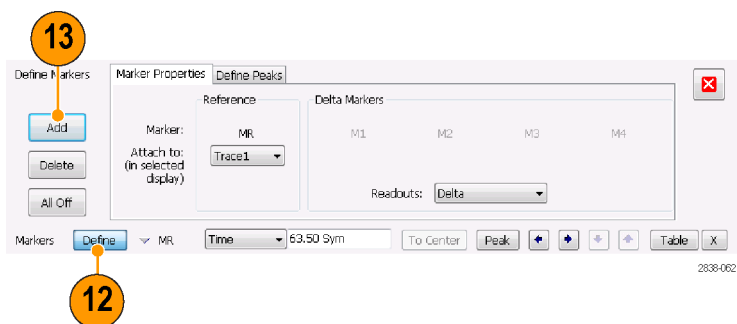 13
Define Markers
Marker Properties Define Peaks
Reference Delta Markers
Add Marker: MR M1 M2 M3 M4
Attach to:
(in selected
display)
Trace1
Delete
Readouts: Delta
All Off
Markers Define MR Time 63.50 Sym To Center Peak Table X
2838-062
12